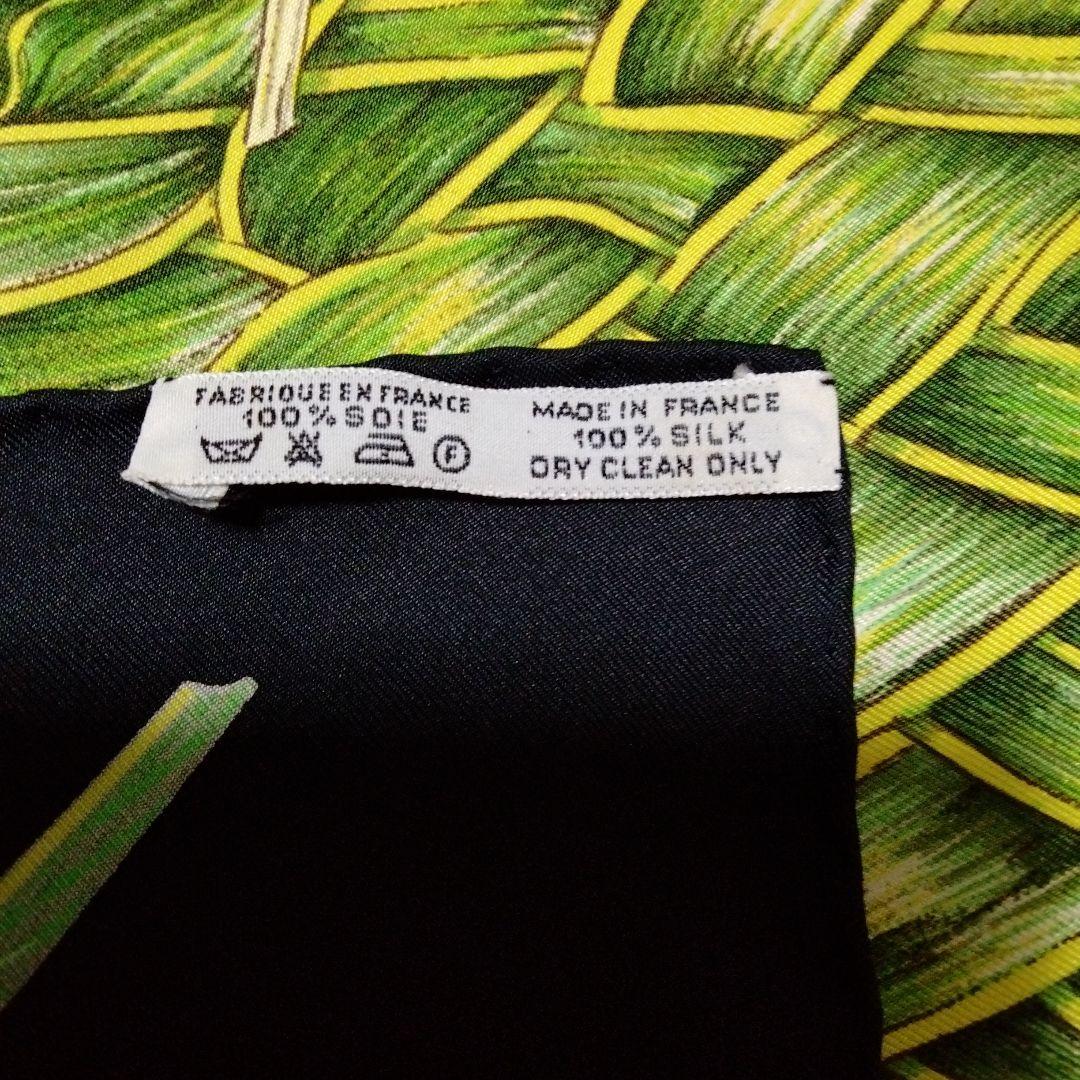 FABRIQUE EN FRANCE
100% SOIE
F
MADE IN FRANCE
100% SILK
DRY CLEAN ONLY